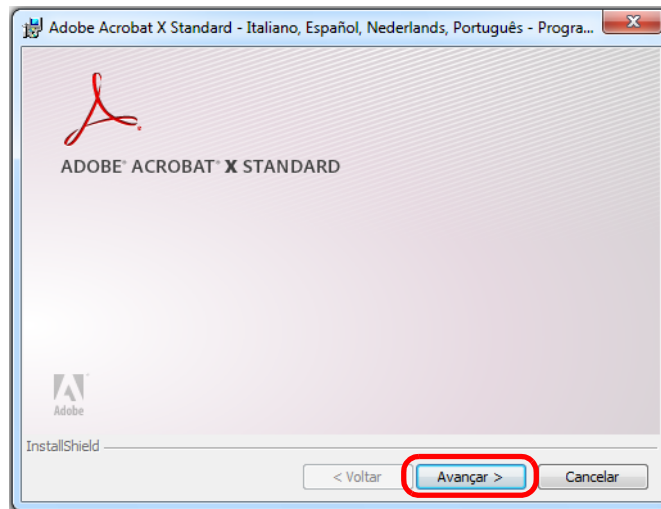 Adobe Acrobat X Standard - Italiano, Español, Nederlands, Português - Progra...
ADOBE® ACROBAT® X STANDARD
Adobe
InstallShield
< Voltar
Avançar >
Cancelar